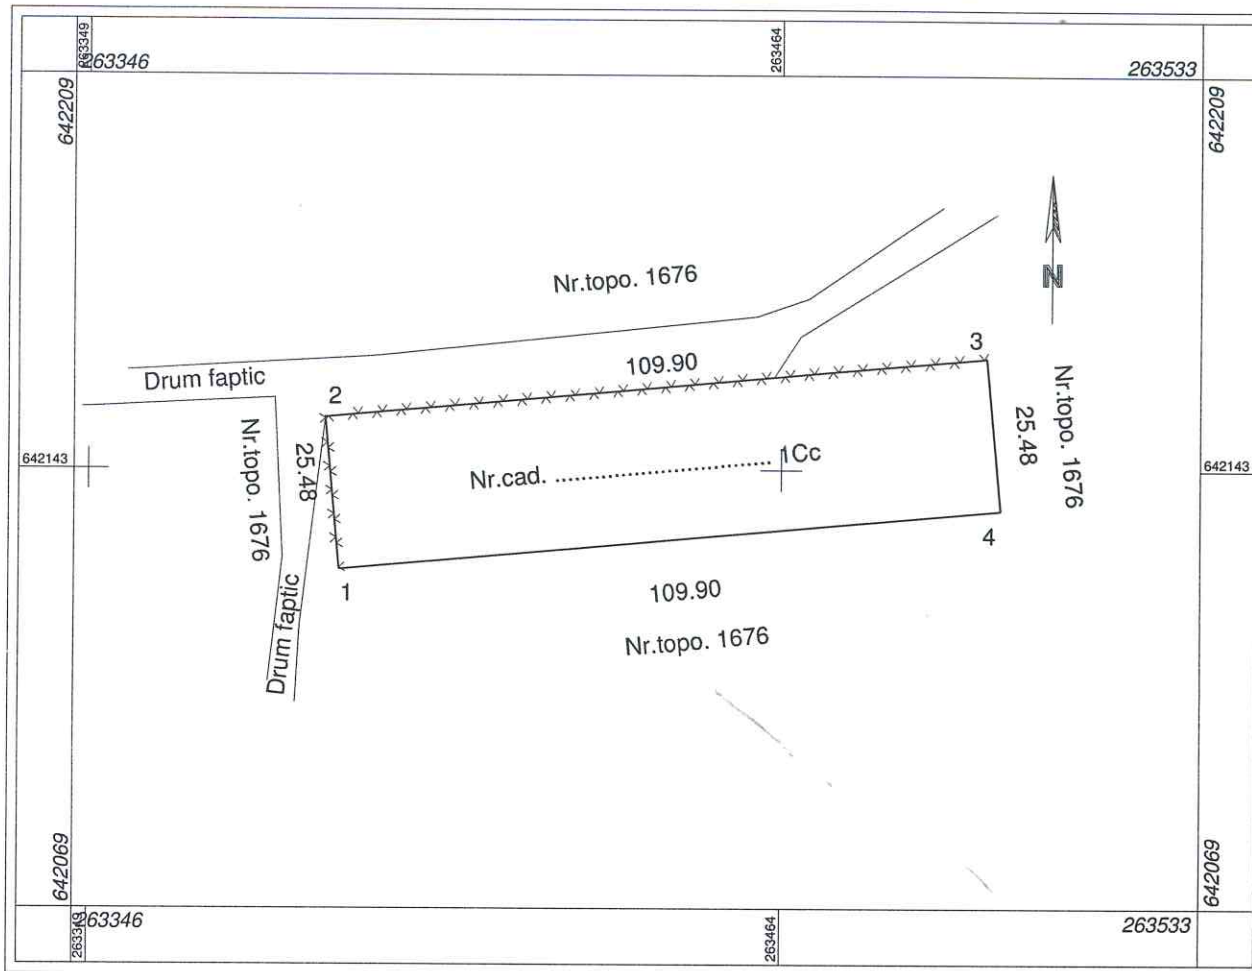 263349
263346
263464
263533
642209
642209
N
Nr.topo. 1676
3
109.90
Drum faptic
2
Nr.topo. 1676
25.48
Nr.topo. 1676
25.48
642143
Nr.cad. ........................ 1Cc
642143
4
1
109.90
Drum faptic
Nr.topo. 1676
642069
642069
263349
263346
263464
263533